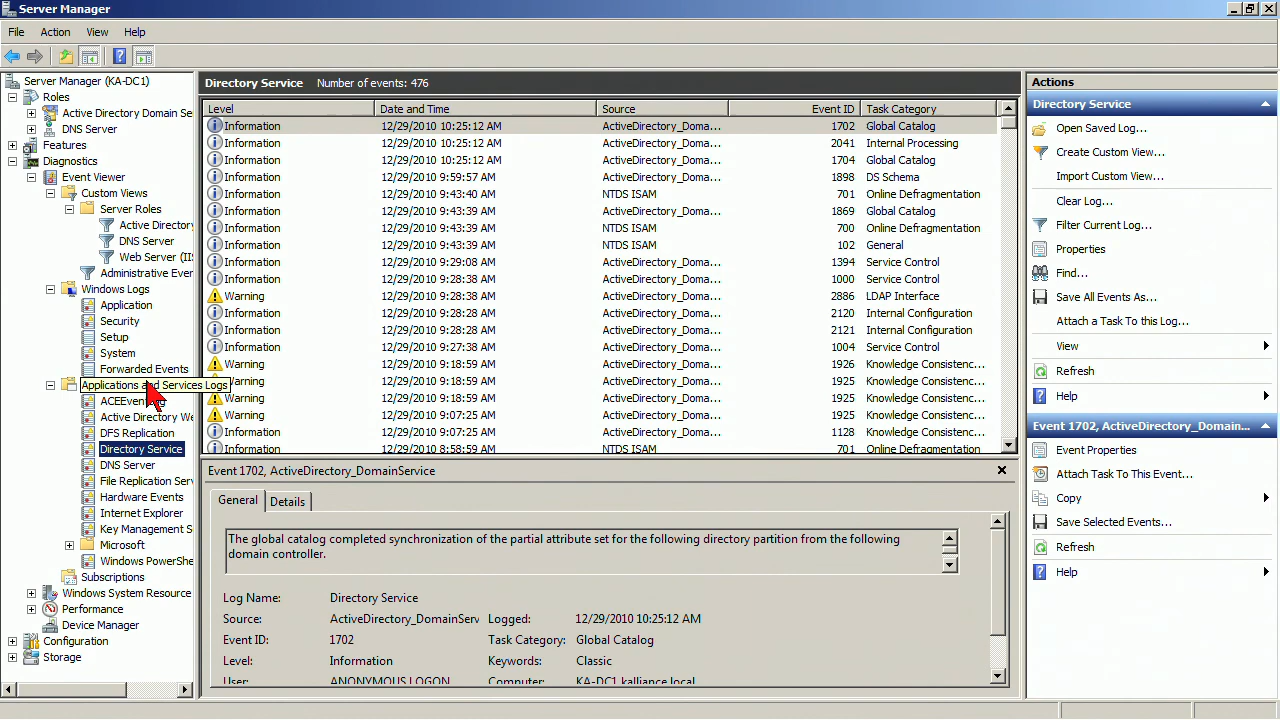 Server Manager
File Action View Help
Server Manager (KA-DC1)
Roles
Active Directory Domain Se
DNS Server
Features
Diagnostics
Event Viewer
Custom Views
Server Roles
Active Directory
DNS Server
Web Server (IIS
Administrative Even
Windows Logs
Application
Security
Setup
System
Forwarded Events
Applications and Services Logs
Active Directory We
DFS Replication
Directory Service
DNS Server
File Replication Serv
Hardware Events
Internet Explorer
Key Management S
Microsoft
Windows PowerShe
Subscriptions
Windows System Resource
Performance
Device Manager
Configuration
Storage
Directory Service Number of events: 476
Level Date and Time Source Event ID Task Category
Information 12/29/2010 10:25:12 AM ActiveDirectory_Doma... 1702 Global Catalog
Information 12/29/2010 10:25:12 AM ActiveDirectory_Doma... 2041 Internal Processing
Information 12/29/2010 10:25:12 AM ActiveDirectory_Doma... 1704 Global Catalog
Information 12/29/2010 9:59:57 AM ActiveDirectory_Doma... 1898 DS Schema
Information 12/29/2010 9:43:40 AM NTDS ISAM 701 Online Defragmentation
Information 12/29/2010 9:43:39 AM ActiveDirectory_Doma... 1869 Global Catalog
Information 12/29/2010 9:43:39 AM NTDS ISAM 700 Online Defragmentation
Information 12/29/2010 9:43:39 AM NTDS ISAM 102 General
Information 12/29/2010 9:29:08 AM ActiveDirectory_Doma... 1394 Service Control
Information 12/29/2010 9:28:38 AM ActiveDirectory_Doma... 1000 Service Control
Warning 12/29/2010 9:28:38 AM ActiveDirectory_Doma... 2886 LDAP Interface
Information 12/29/2010 9:28:28 AM ActiveDirectory_Doma... 2120 Internal Configuration
Information 12/29/2010 9:28:28 AM ActiveDirectory_Doma... 2121 Internal Configuration
Information 12/29/2010 9:27:38 AM ActiveDirectory_Doma... 1004 Service Control
Warning 12/29/2010 9:18:59 AM ActiveDirectory_Doma... 1926 Knowledge Consistenc...
Warning 12/29/2010 9:18:59 AM ActiveDirectory_Doma... 1925 Knowledge Consistenc...
Warning 12/29/2010 9:18:59 AM ActiveDirectory_Doma... 1925 Knowledge Consistenc...
Warning 12/29/2010 9:07:25 AM ActiveDirectory_Doma... 1925 Knowledge Consistenc...
Information 12/29/2010 9:07:25 AM ActiveDirectory_Doma... 1128 Knowledge Consistenc...
Information 12/29/2010 8:58:59 AM NTDS ISAM 701 Online Defragmentation
Event 1702, ActiveDirectory_DomainService
General Details
The global catalog completed synchronization of the partial attribute set for the following directory partition from the following
domain controller.
Log Name: Directory Service
Source: ActiveDirectory_DomainServ Logged: 12/29/2010 10:25:12 AM
Event ID: 1702 Task Category: Global Catalog
Level: Information Keywords: Classic
User: ANONYMOUS LOGON Computer: KA-DC1.kalliance.local
Actions
Directory Service
Open Saved Log...
Create Custom View...
Import Custom View...
Clear Log...
Filter Current Log...
Properties
Find...
Save All Events As...
Attach a Task To this Log...
View
Refresh
Help
Event 1702, ActiveDirectory_Domain...
Event Properties
Attach Task To This Event...
Copy
Save Selected Events...
Refresh
Help